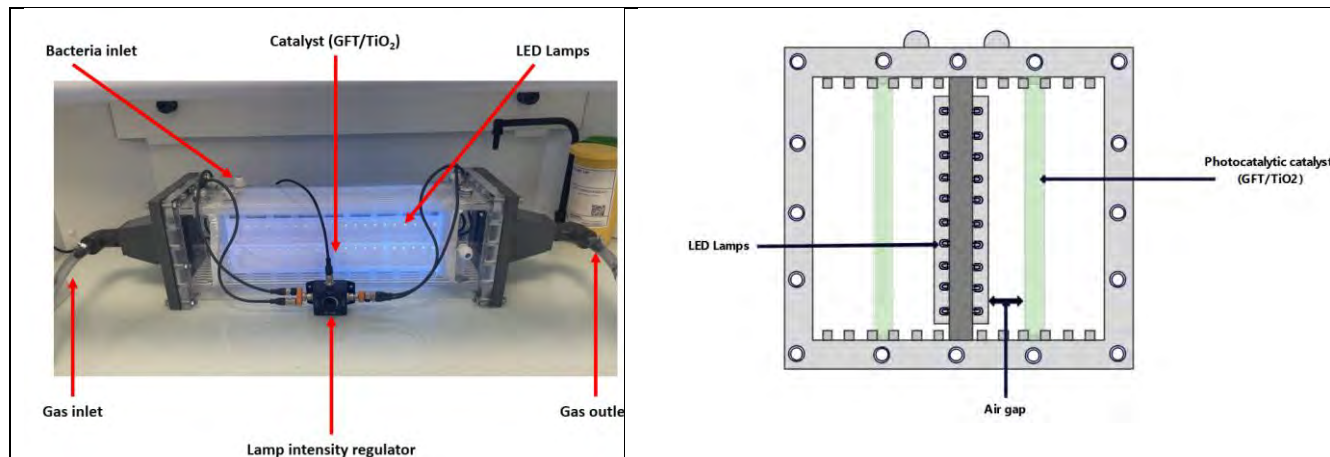 Bacteria inlet
Catalyst (GFT/TiO₂)
LED Lamps
Gas inlet
Lamp intensity regulator
Gas outle
Photocatalytic catalyst
(GFT/TiO2)
LED Lamps
Air gap